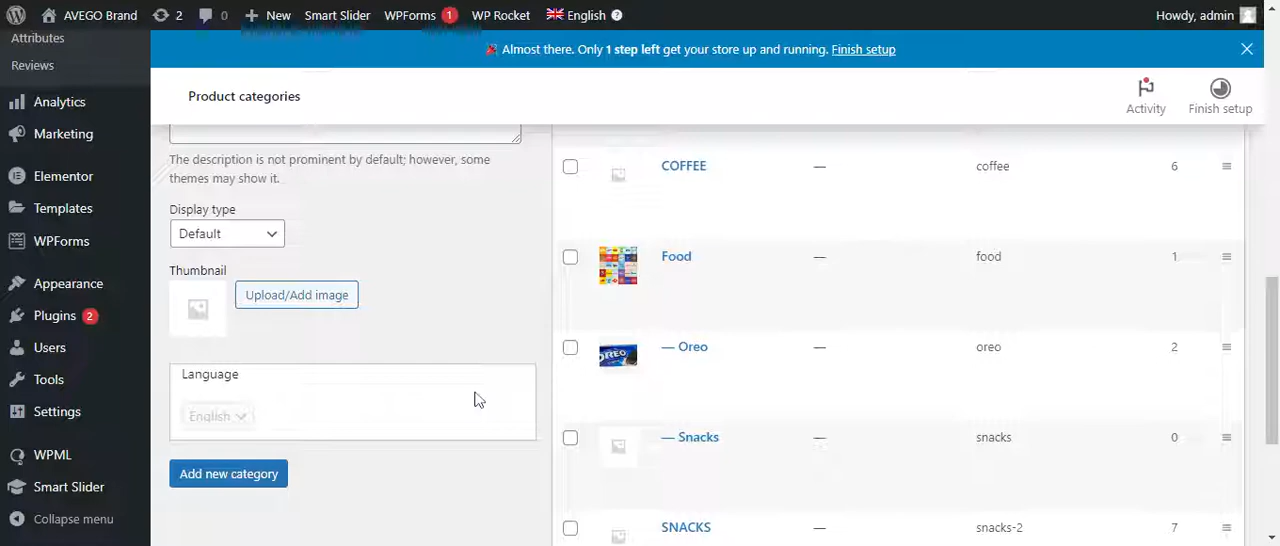 AVEGO Brand 2 0 New Smart Slider WPForms 1 WP Rocket English Howdy, admin
Attributes
Reviews
Analytics
Marketing
Elementor
Templates
WPForms
Appearance
Plugins 2
Users
Tools
Settings
WPML
Smart Slider
Collapse menu
Almost there. Only 1 step left get your store up and running. Finish setup
Product categories
Activity
Finish setup
The description is not prominent by default; however, some
themes may show it.
Display type
Default
Thumbnail
Upload/Add image
Language
English
Add new category
COFFEE — coffee 6
Food — food 1
OREO
— Oreo — oreo 2
— Snacks — snacks 0
SNACKS — snacks-2 7